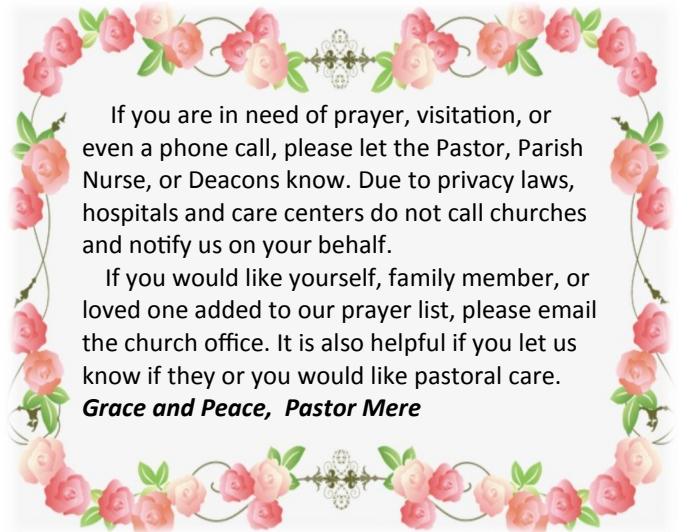 If you are in need of prayer, visitation, or
even a phone call, please let the Pastor, Parish
Nurse, or Deacons know. Due to privacy laws,
hospitals and care centers do not call churches
and notify us on your behalf.
If you would like yourself, family member, or
loved one added to our prayer list, please email
the church office. It is also helpful if you let us
know if they or you would like pastoral care.
Grace and Peace,  Pastor Mere